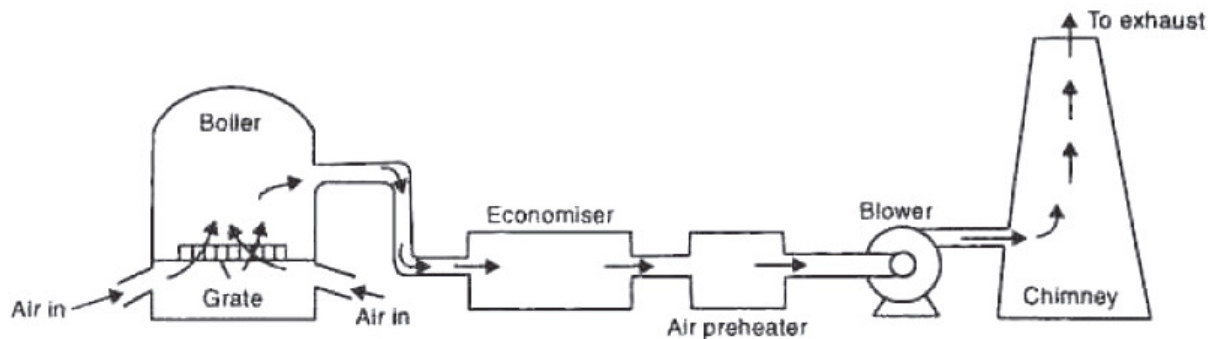 To exhaust
Boiler
Economiser
Blower
Air in
Grate
Air in
Air preheater
Chimney